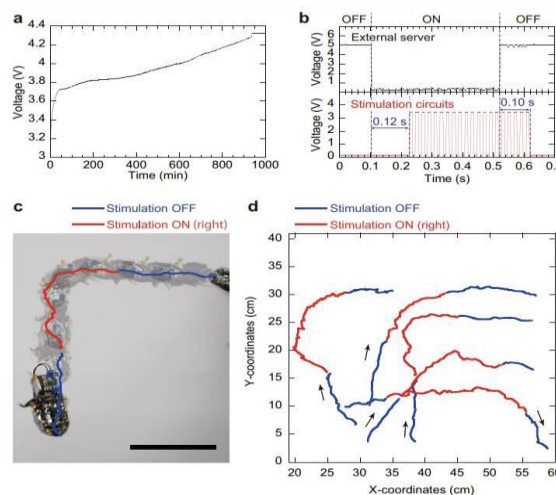 a
4.4
4.2
4
3.8
3.6
3.4
3.2
3
Voltage (V)
0 200 400 600 800 1000
Time (min)
b
OFF ON OFF
External server
6
5
4
3
2
1
0
Voltage (V)
Stimulation circuits
0.12 s
0.10 s
4
3
2
1
0
Voltage (V)
0 0.1 0.2 0.3 0.4 0.5 0.6
Time (s)
c
Stimulation OFF
Stimulation ON (right)
d
Stimulation OFF
Stimulation ON (right)
40
35
30
25
20
15
10
5
0
Y-coordinates (cm)
20 25 30 35 40 45 50 55 60
X-coordinates (cm)